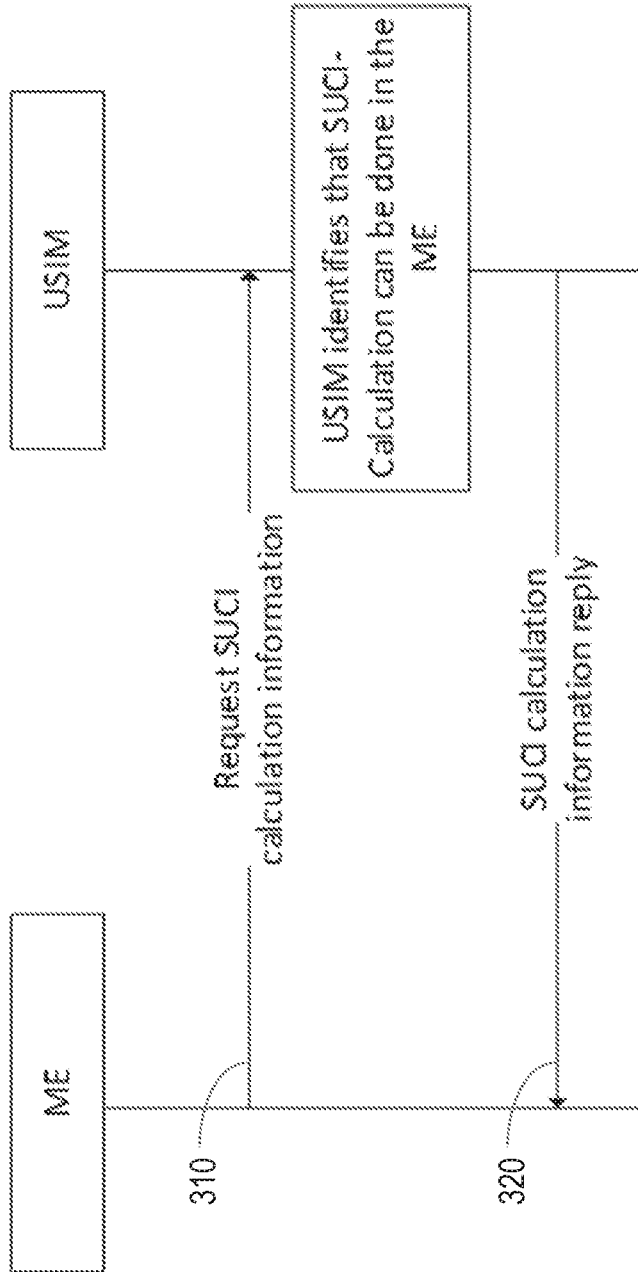 ME
USIM
310
Request SUCI
calculation information
USIM identifies that SUCI-
Calculation can be done in the
ME
320
SUCI calculation
information reply